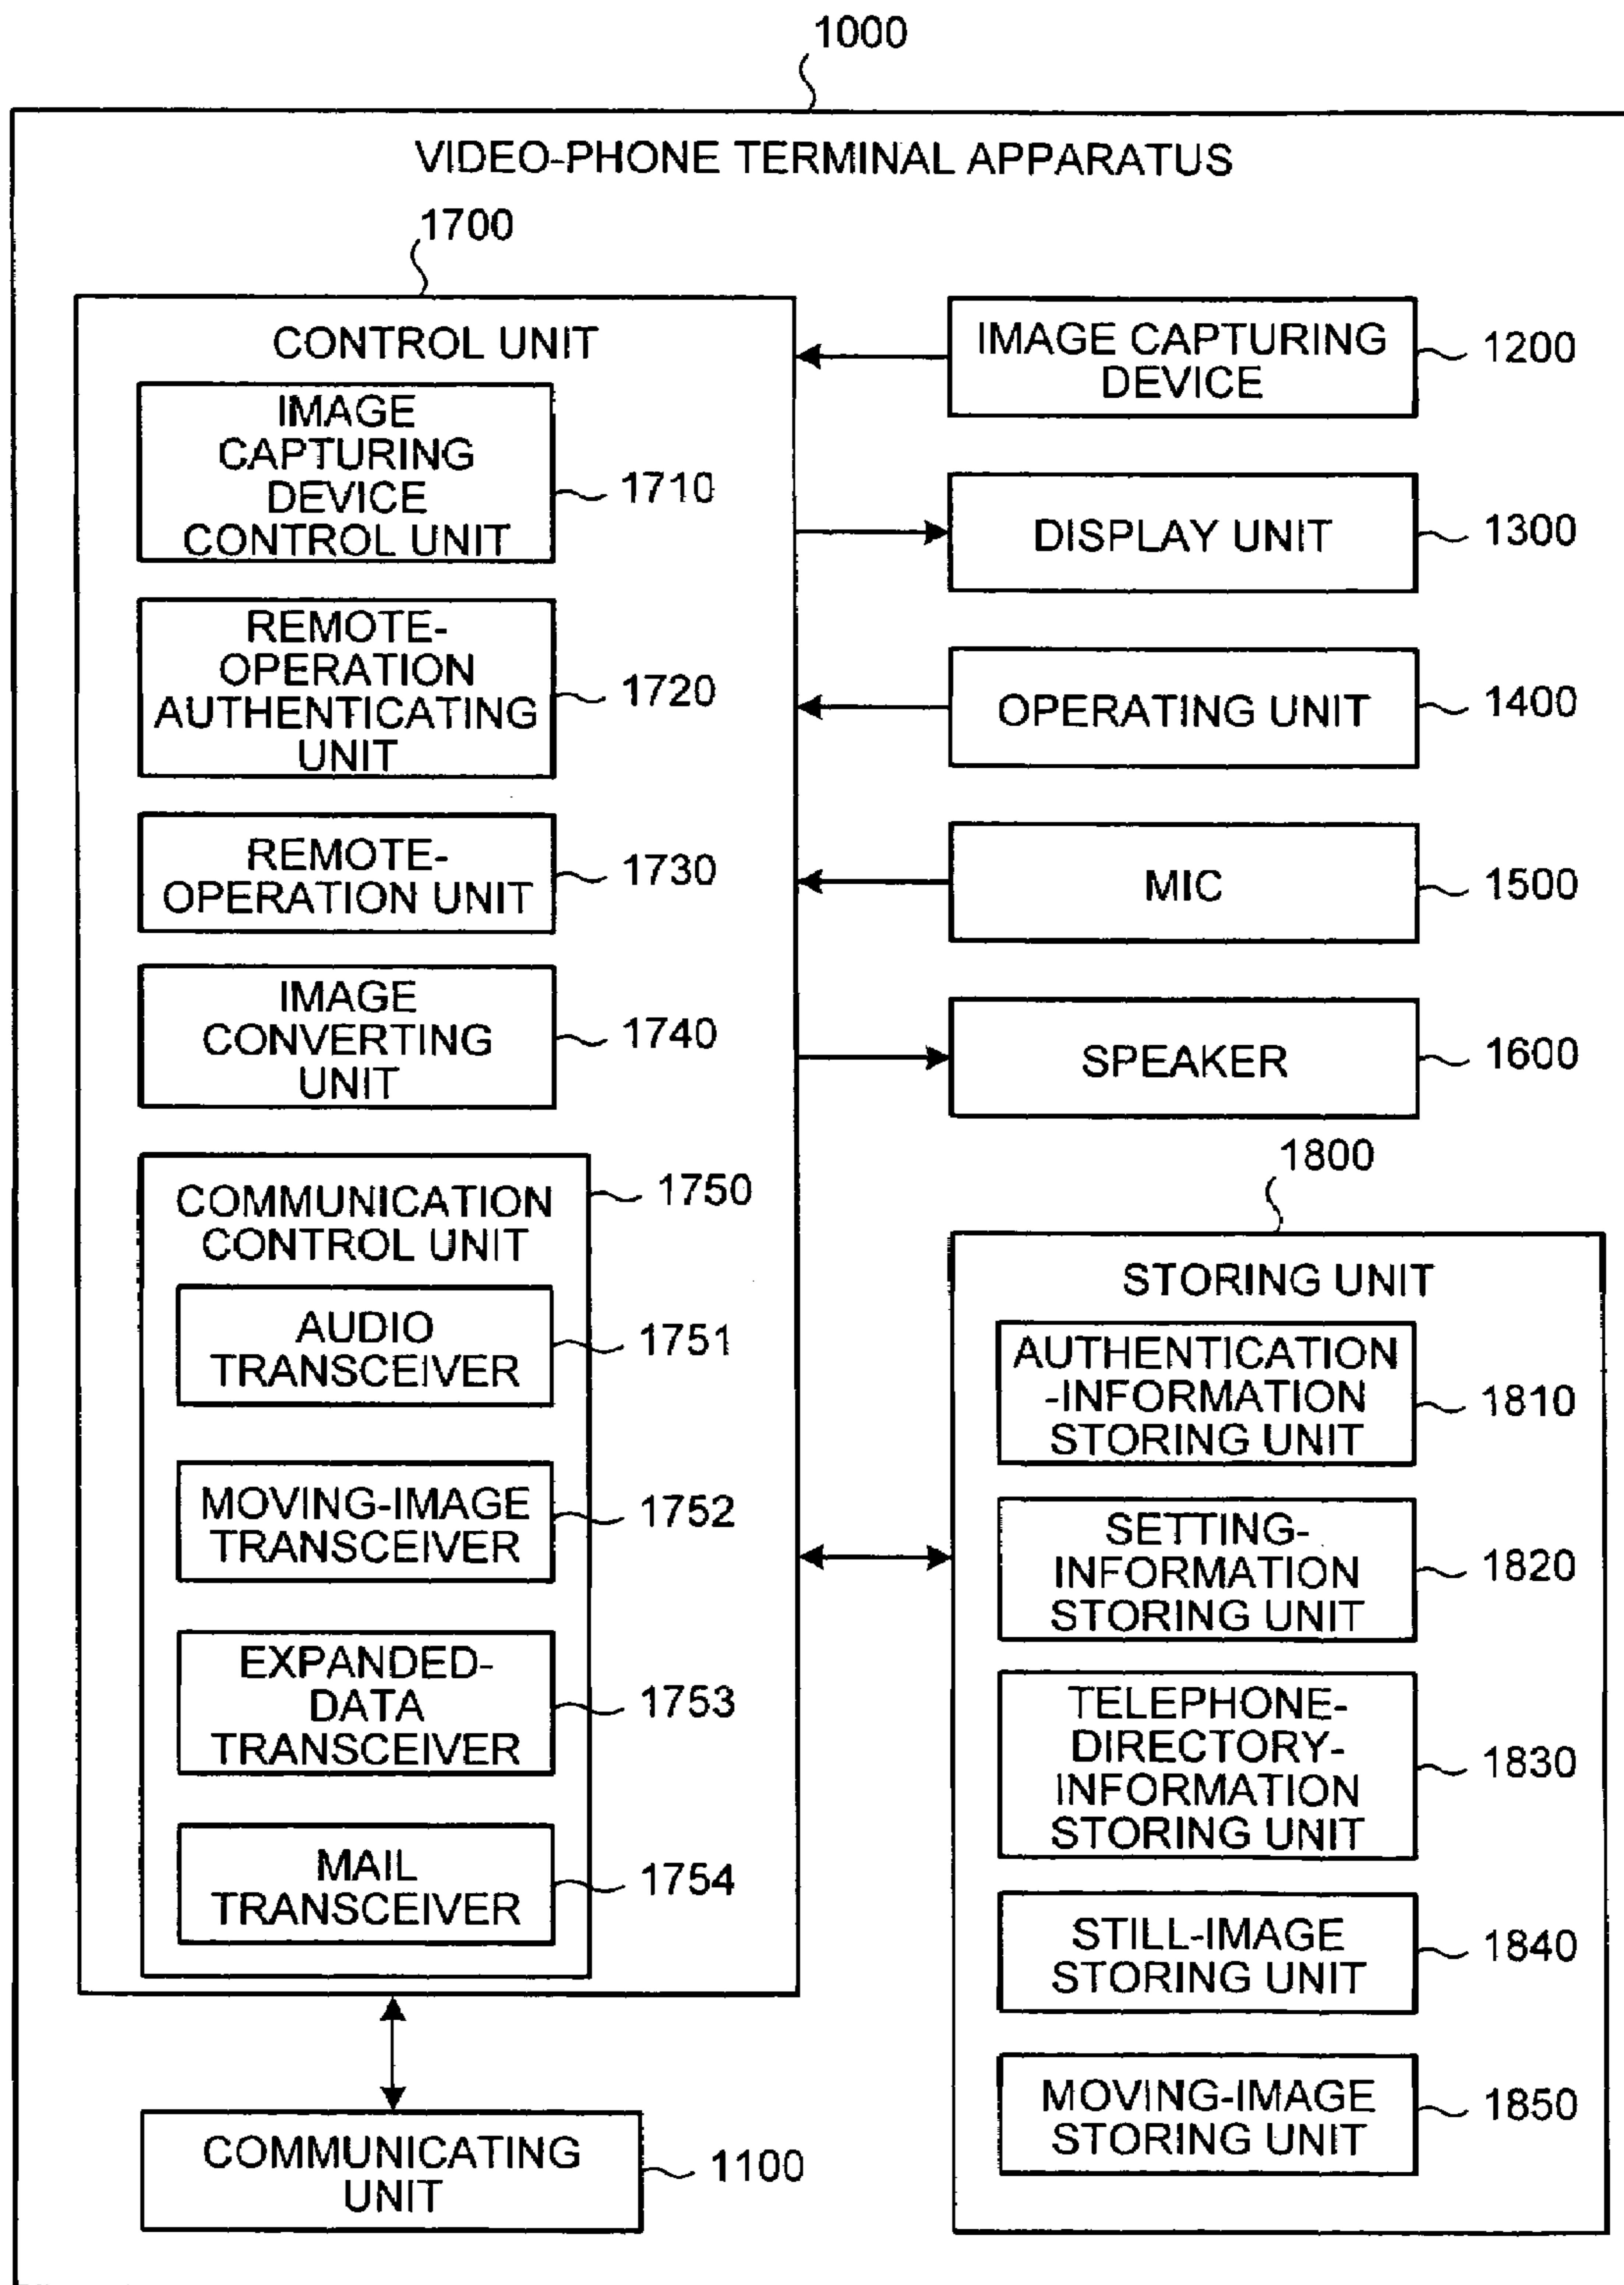 1000
VIDEO-PHONE TERMINAL APPARATUS
1700
CONTROL UNIT
IMAGE
CAPTURING
DEVICE
CONTROL UNIT
1710
REMOTE-
OPERATION
AUTHENTICATING
UNIT
1720
REMOTE-
OPERATION UNIT
1730
IMAGE
CONVERTING
UNIT
1740
COMMUNICATION
CONTROL UNIT
1750
AUDIO
TRANSCEIVER
1751
MOVING-IMAGE
TRANSCEIVER
1752
EXPANDED-
DATA
TRANSCEIVER
1753
MAIL
TRANSCEIVER
1754
COMMUNICATING
UNIT
1100
IMAGE CAPTURING
DEVICE
1200
DISPLAY UNIT
1300
OPERATING UNIT
1400
MIC
1500
SPEAKER
1600
1800
STORING UNIT
AUTHENTICATION
-INFORMATION
STORING UNIT
1810
SETTING-
INFORMATION
STORING UNIT
1820
TELEPHONE-
DIRECTORY-
INFORMATION
STORING UNIT
1830
STILL-IMAGE
STORING UNIT
1840
MOVING-IMAGE
STORING UNIT
1850